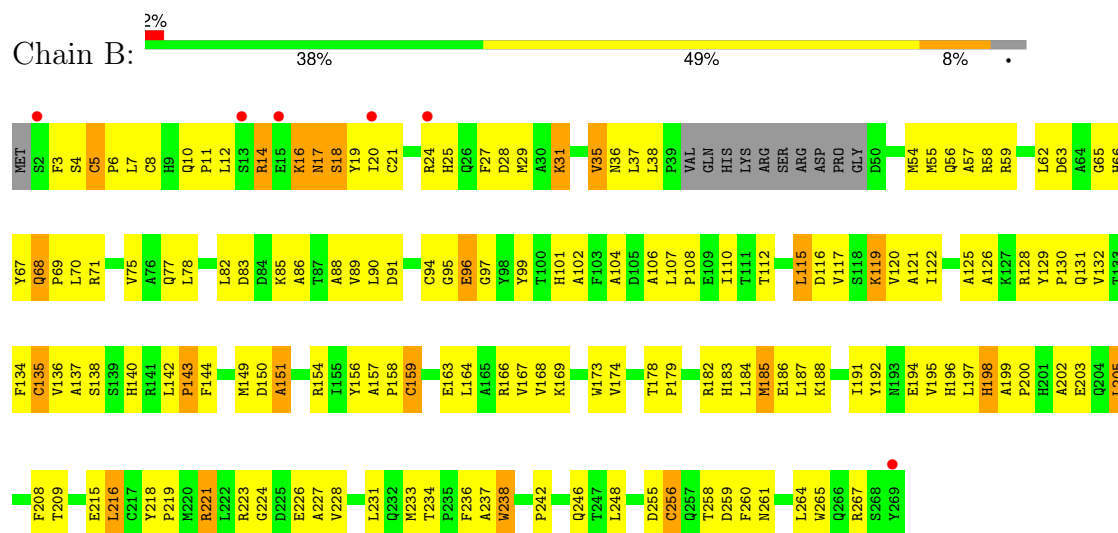 2%
Chain B:
38% 49% 8% •
MET S2 F3 S4 C5 P6 L7 C8 H9 Q10 P11 L12 S13 R14 E15 K16 N17 S18 Y19 I20 C21 R24 H25 Q26 F27 D28 M29 A30 K31 V35 N36 L37 L38 P39 VAL GLN HIS LYS ARG SER ARG ASP PRO GLY D50 M54 M55 Q56 A57 R58 R59 L62 D63 A64 G65 H66
Y67 Q68 P69 L70 R71 V75 A76 Q77 L78 L82 D83 D84 K85 A86 T87 A88 V89 L90 D91 C94 G95 E96 G97 Y98 Y99 T100 H101 A102 F103 A104 D105 A106 L107 P108 E109 I110 T111 T112 L115 D116 V117 S118 K119 V120 A121 I122 A125 A126 K127 R128 Y129 P130 Q131 V132 T133
F134 C135 V136 A137 S138 S139 H140 R141 L142 P143 F144 M149 D150 A151 R154 I155 Y156 A157 P158 C159 E163 L164 A165 R166 V167 V168 K169 W173 V174 T178 P179 R182 H183 L184 M185 E186 L187 K188 I191 Y192 N193 E194 V195 H196 L197 H198 A199 P200 H201 A202 E203 Q204 L205
F208 T209 E215 L216 C217 Y218 P219 M220 R221 L222 R223 G224 D225 E226 A227 V228 L231 Q232 M233 T234 P235 F236 A237 W238 P242 Q246 T247 L248 D255 C256 Q257 T258 D259 F260 N261 L264 W265 Q266 R267 S268 Y269